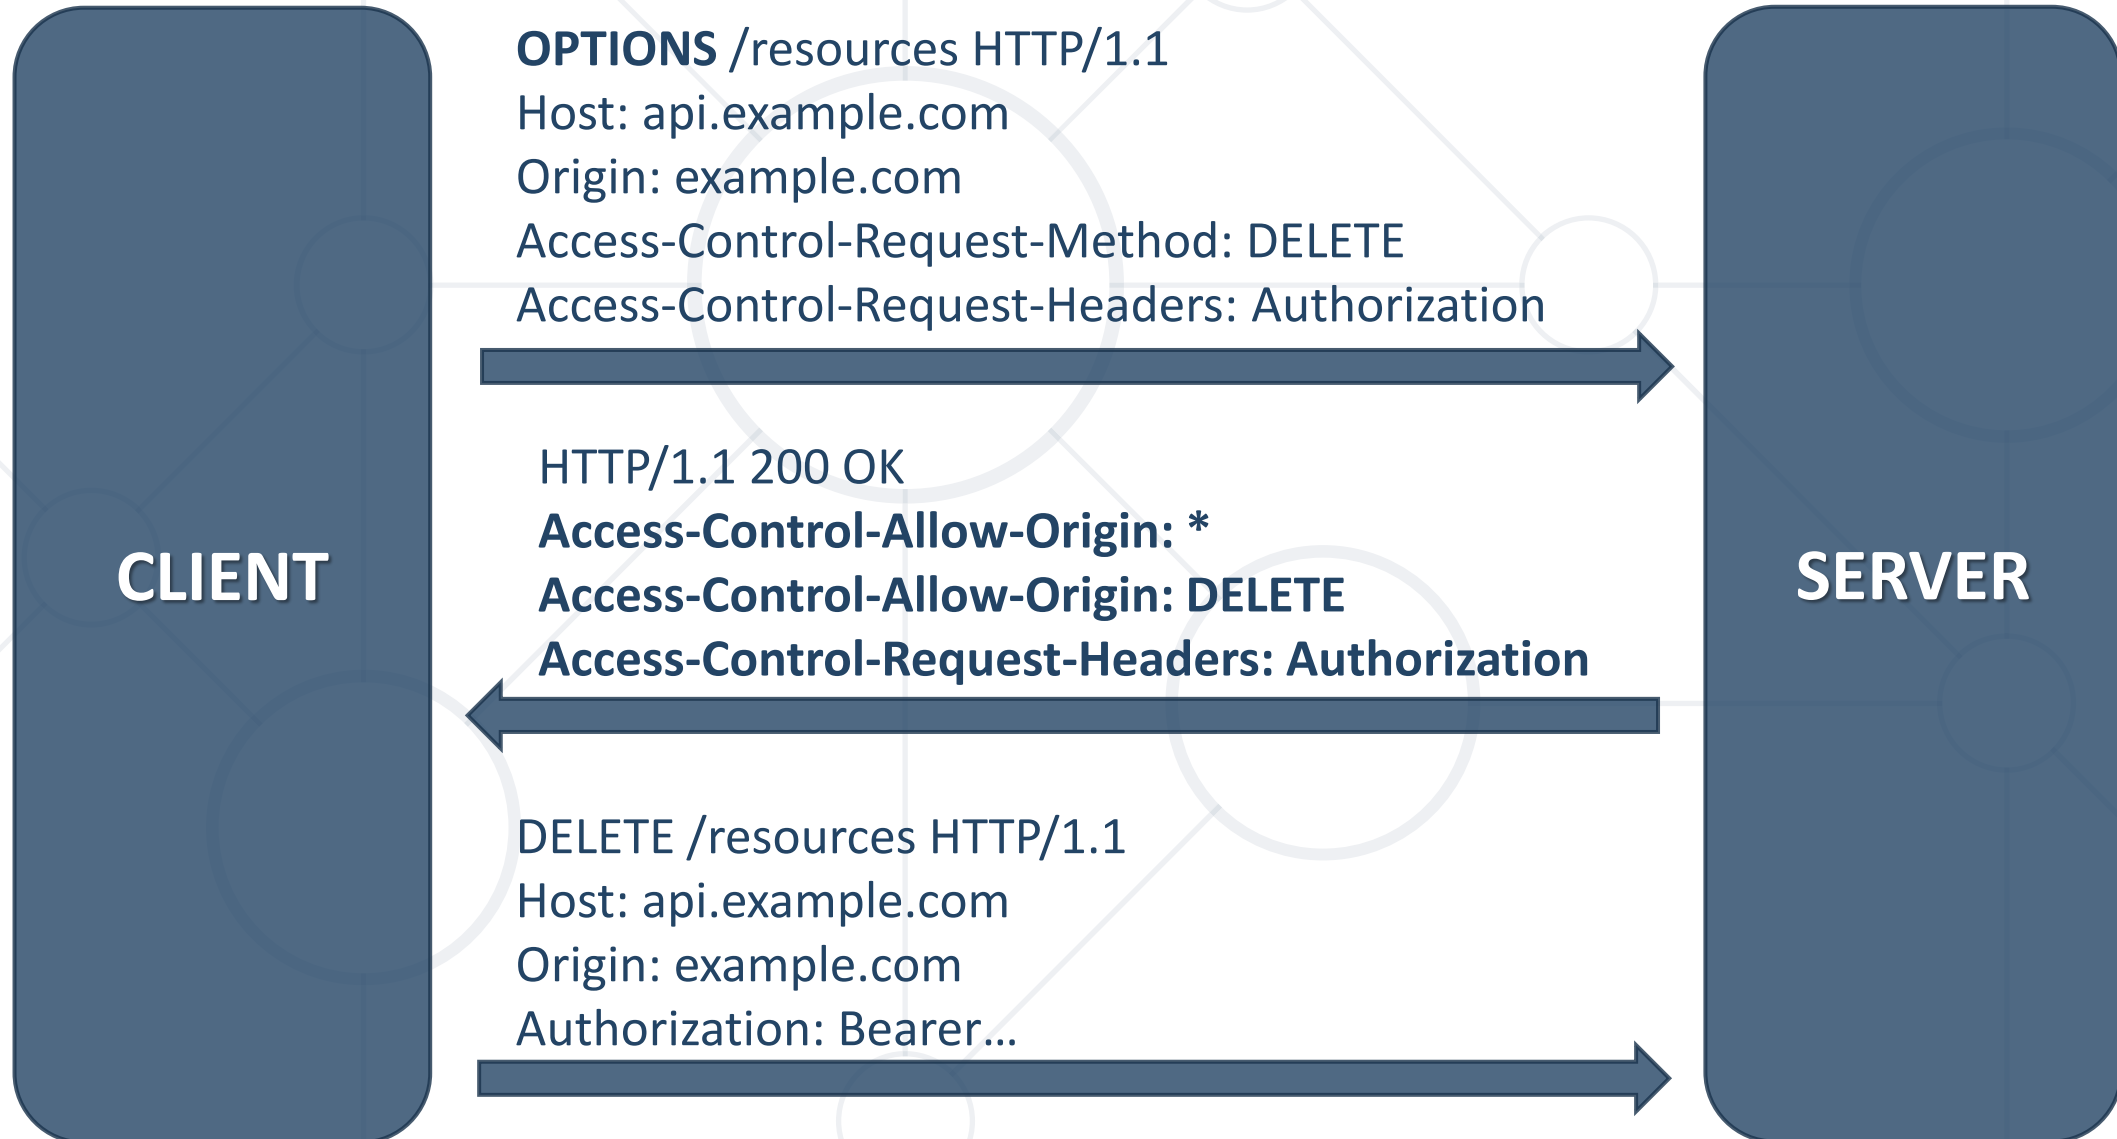 OPTIONS /resources HTTP/1.1
Host: api.example.com
Origin: example.com
Access-Control-Request-Method: DELETE
Access-Control-Request-Headers: Authorization
HTTP/1.1 200 OK
Access-Control-Allow-Origin: *
Access-Control-Allow-Origin: DELETE
Access-Control-Request-Headers: Authorization
CLIENT
SERVER
DELETE /resources HTTP/1.1
Host: api.example.com
Origin: example.com
Authorization: Bearer…